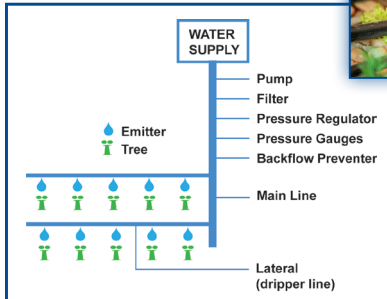 WATER
SUPPLY
Pump
Filter
Pressure Regulator
Pressure Gauges
Backflow Preventer
Emitter
Tree
Main Line
Lateral
(dripper line)